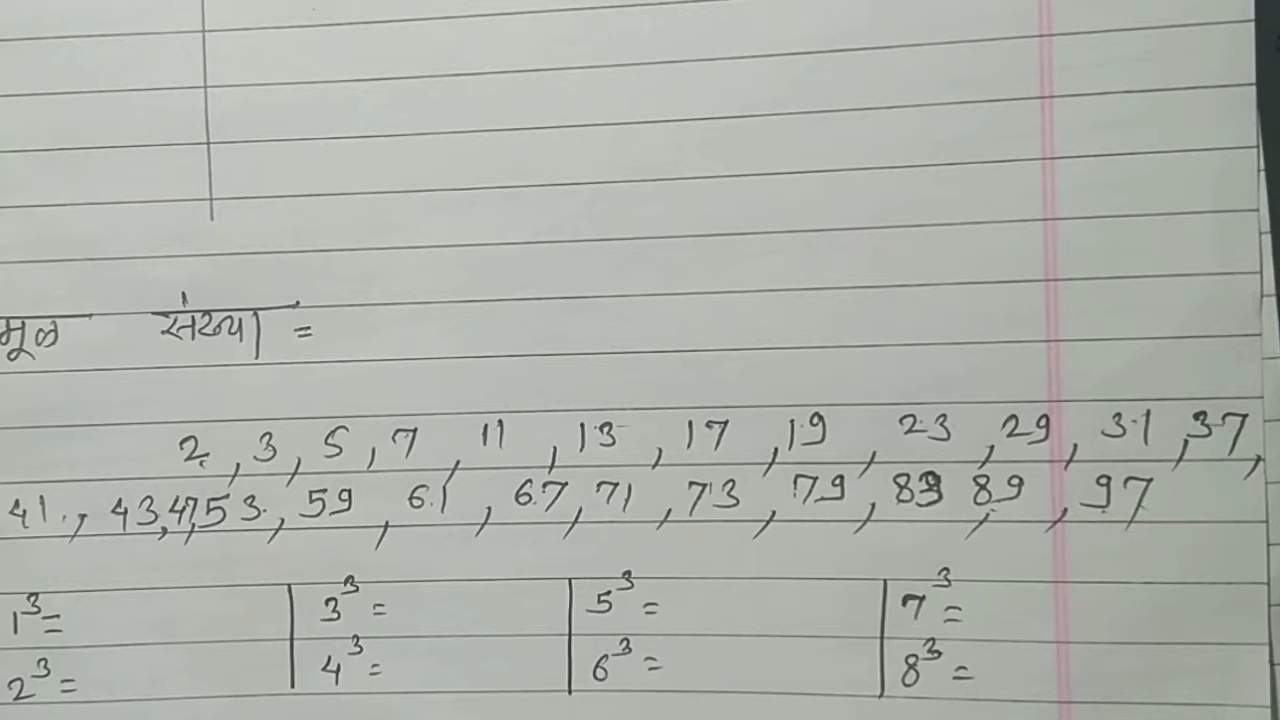 मूळ संख्या =
2, 3, 5, 7, 11, 13, 17, 19, 23, 29, 31, 37,
41, 43, 47, 53, 59, 61, 67, 71, 73, 79, 83 89, 97
1³= 3³= 5³= 7³=
2³= 4³= 6³= 8³=